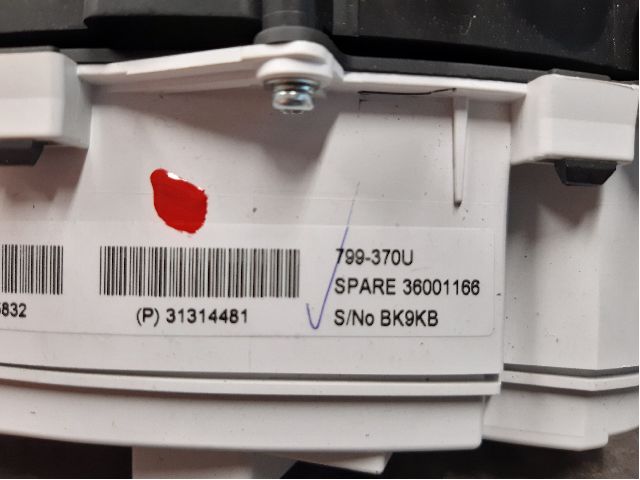 799-370U
SPARE 36001166
S/No BK9KB
5832
(P) 31314481